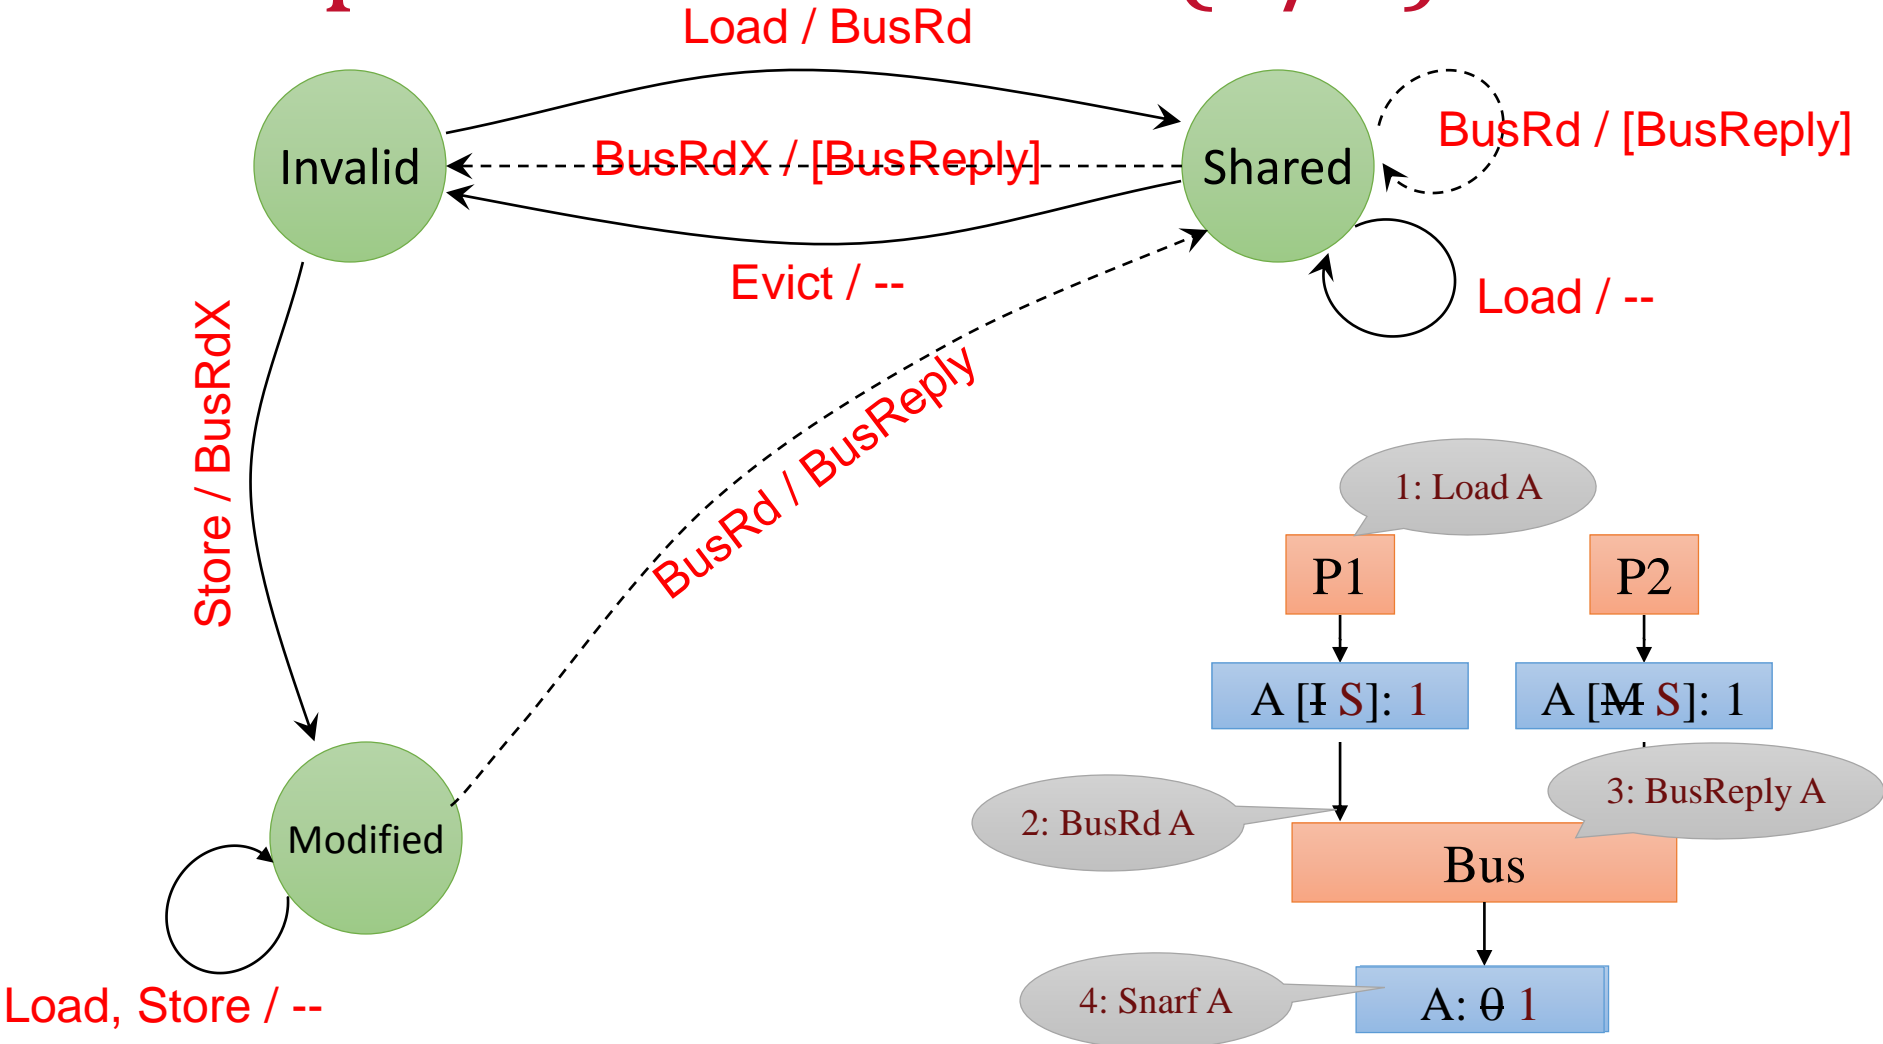 Load / BusRd
Invalid
BusRdX / [BusReply]
Shared
BusRd / [BusReply]
Evict / --
Load / --
Store / BusRdX
BusRd / BusReply
Modified
Load, Store / --
1: Load A
P1
P2
A [I S]: 1
A [M S]: 1
2: BusRd A
3: BusReply A
Bus
4: Snarf A
A: 0 1